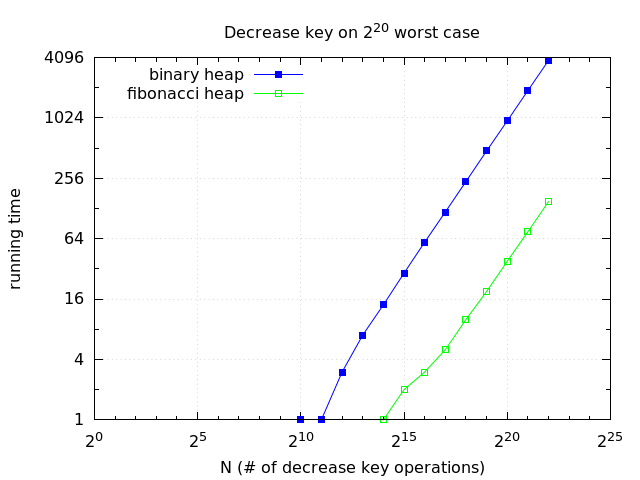 Decrease key on 2^20 worst case
binary heap
fibonacci heap
4096
1024
256
64
16
4
1
running time
2^0 2^5 2^10 2^15 2^20 2^25
N (# of decrease key operations)